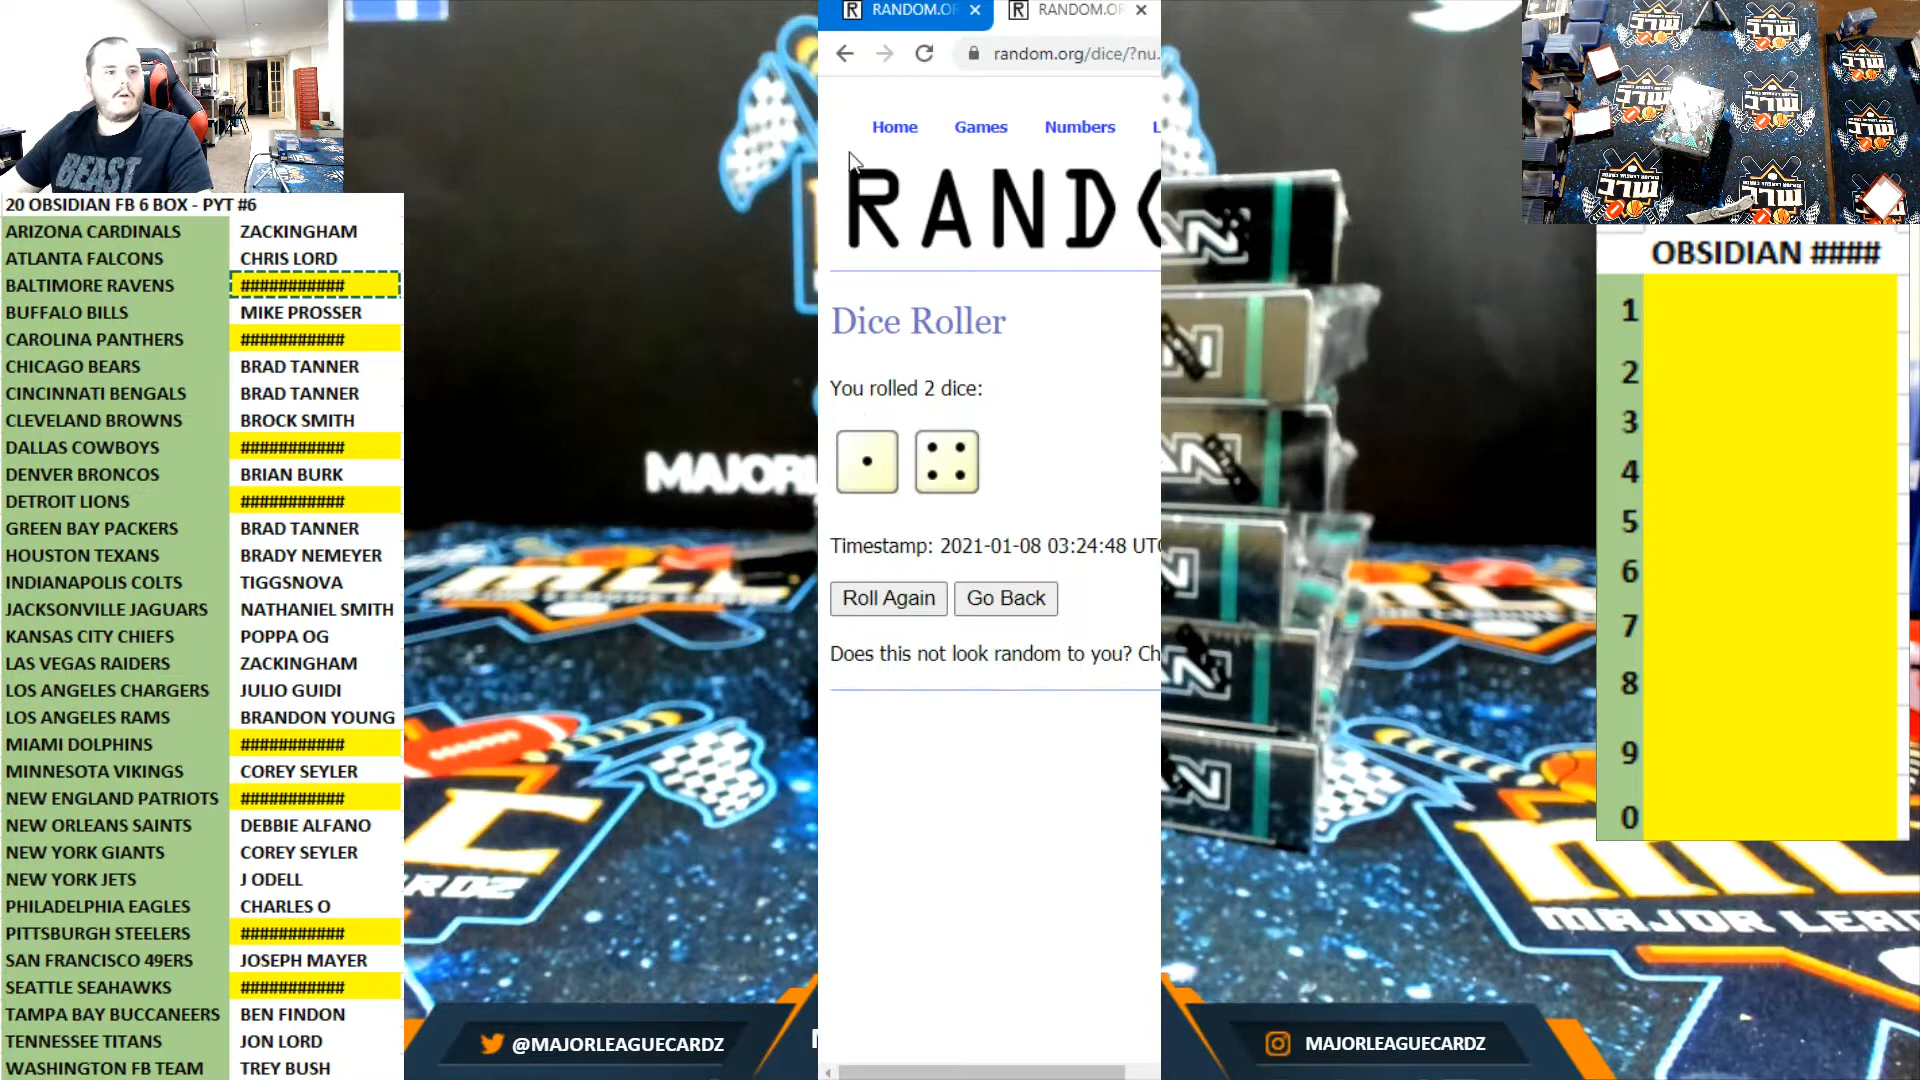 BEAST
20 OBSIDIAN FB 6 BOX - PYT #6
ARIZONA CARDINALS ZACKINGHAM
ATLANTA FALCONS CHRIS LORD
BALTIMORE RAVENS ###########
BUFFALO BILLS MIKE PROSSER
CAROLINA PANTHERS ###########
CHICAGO BEARS BRAD TANNER
CINCINNATI BENGALS BRAD TANNER
CLEVELAND BROWNS BROCK SMITH
DALLAS COWBOYS ###########
DENVER BRONCOS BRIAN BURK
DETROIT LIONS ###########
GREEN BAY PACKERS BRAD TANNER
HOUSTON TEXANS BRADY NEMEYER
INDIANAPOLIS COLTS TIGGSNOVA
JACKSONVILLE JAGUARS NATHANIEL SMITH
KANSAS CITY CHIEFS POPPA OG
LAS VEGAS RAIDERS ZACKINGHAM
LOS ANGELES CHARGERS JULIO GUIDI
LOS ANGELES RAMS BRANDON YOUNG
MIAMI DOLPHINS ###########
MINNESOTA VIKINGS COREY SEYLER
NEW ENGLAND PATRIOTS ###########
NEW ORLEANS SAINTS DEBBIE ALFANO
NEW YORK GIANTS COREY SEYLER
NEW YORK JETS J ODELL
PHILADELPHIA EAGLES CHARLES O
PITTSBURGH STEELERS ###########
SAN FRANCISCO 49ERS JOSEPH MAYER
SEATTLE SEAHAWKS ###########
TAMPA BAY BUCCANEERS BEN FINDON
TENNESSEE TITANS JON LORD
WASHINGTON FB TEAM TREY BUSH
MAJORL
@MAJORLEAGUECARDZ
RANDOM.OR RANDOM.OR
random.org/dice/?nu
Home Games Numbers L
RANDO
Dice Roller
You rolled 2 dice:
Timestamp: 2021-01-08 03:24:48 UTC
Roll Again Go Back
Does this not look random to you? Ch
OBSIDIAN ####
1
2
3
4
5
6
7
8
9
0
MAJOR LEA
MAJORLEAGUECARDZ